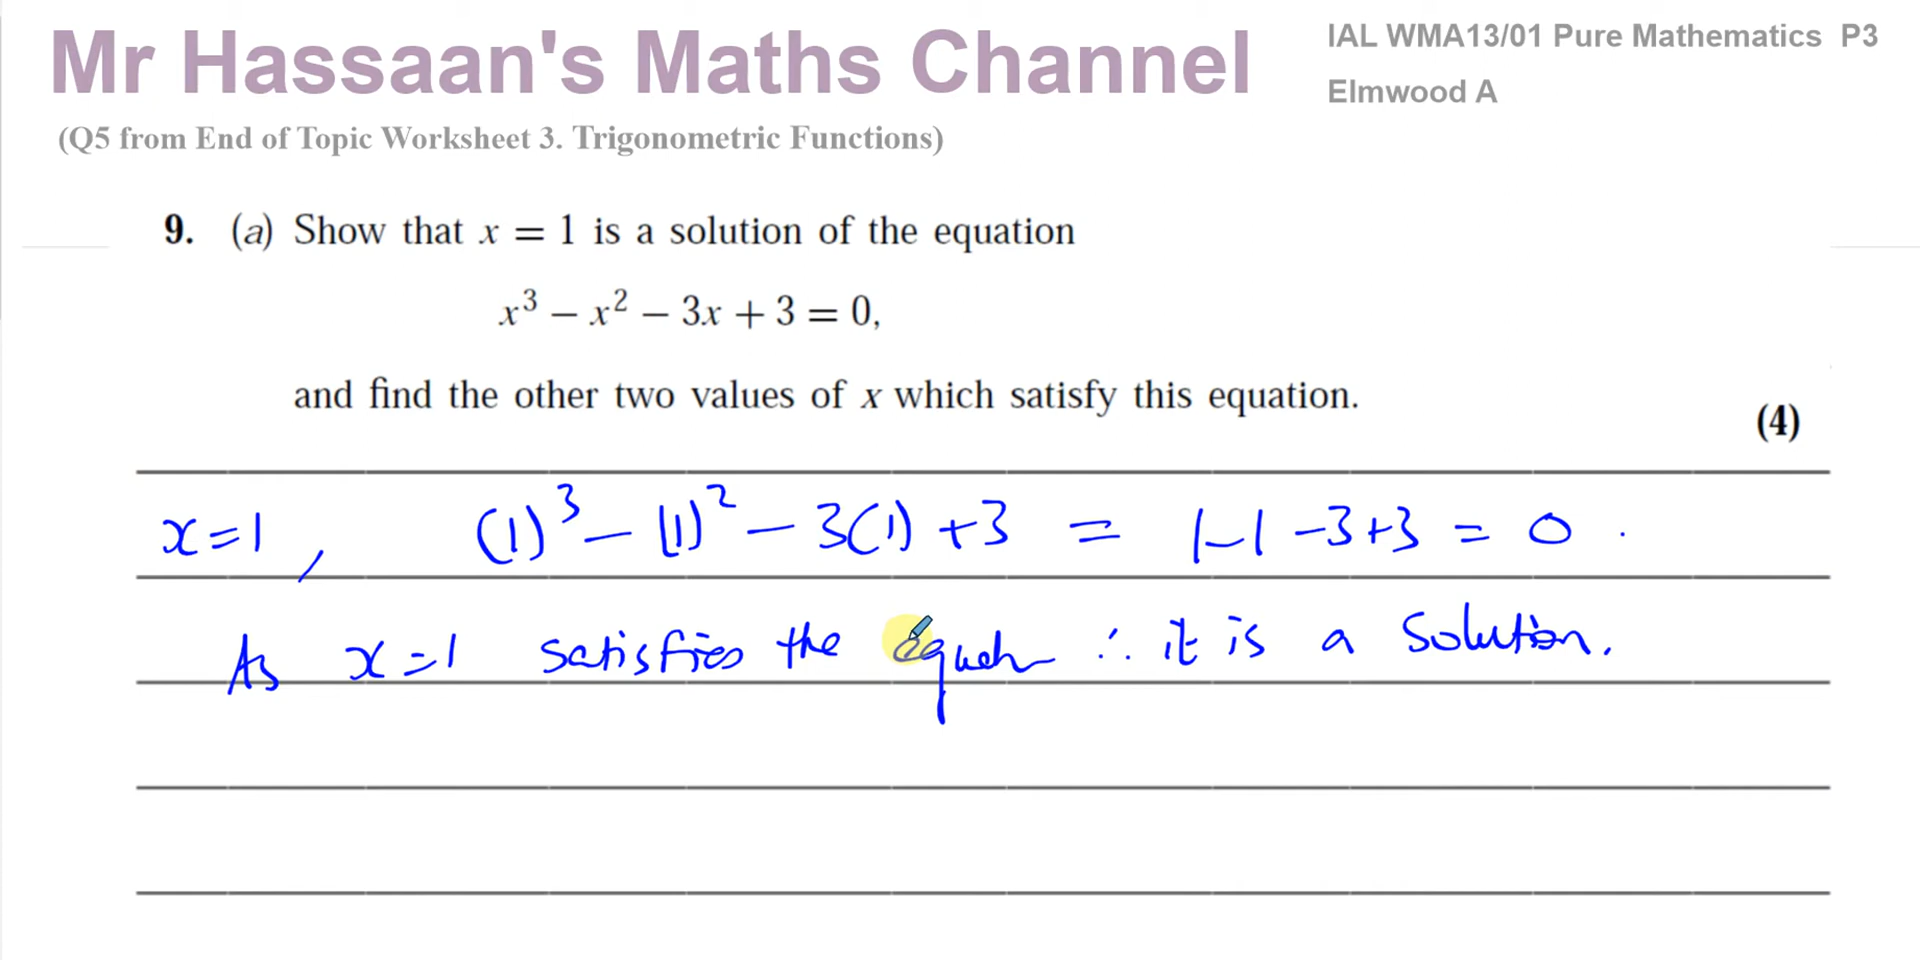 Mr Hassaan's Maths Channel
IAL WMA13/01 Pure Mathematics P3
Elmwood A
(Q5 from End of Topic Worksheet 3. Trigonometric Functions)
9. (a) Show that x = 1 is a solution of the equation
x³ − x² − 3x + 3 = 0,
and find the other two values of x which satisfy this equation.
(4)
x=1, (1)³ − (1)² − 3(1) + 3 = 1−1−3+3 = 0.
As x=1 satisfies the ∴ it is a solution.